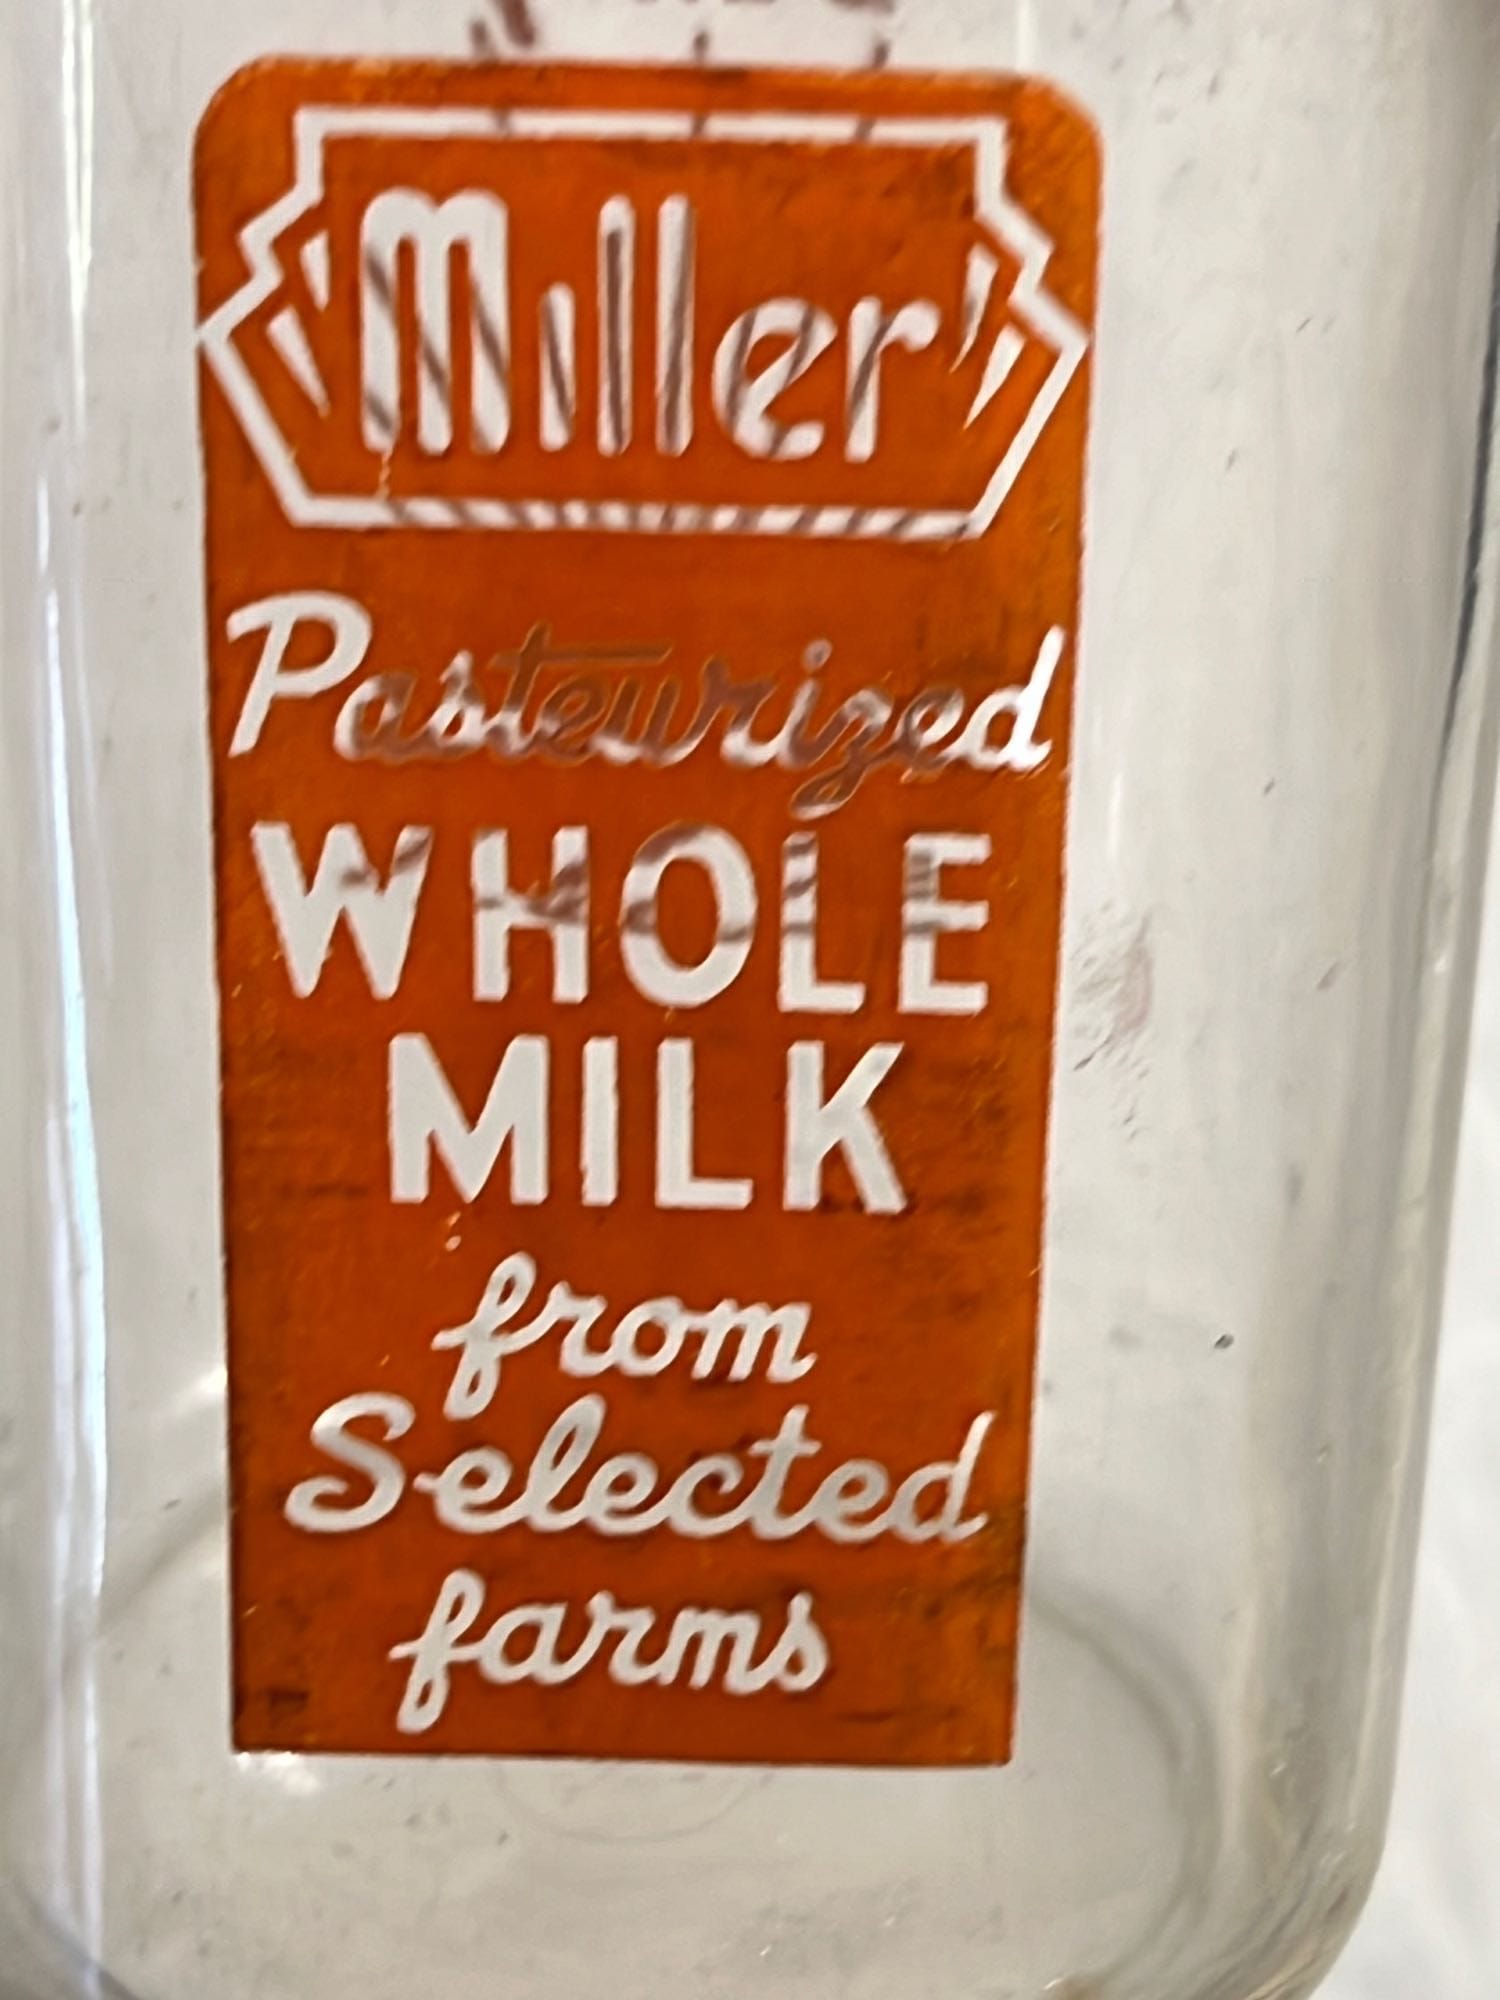 Miller
Pasteurized
WHOLE
MILK
from
Selected
farms